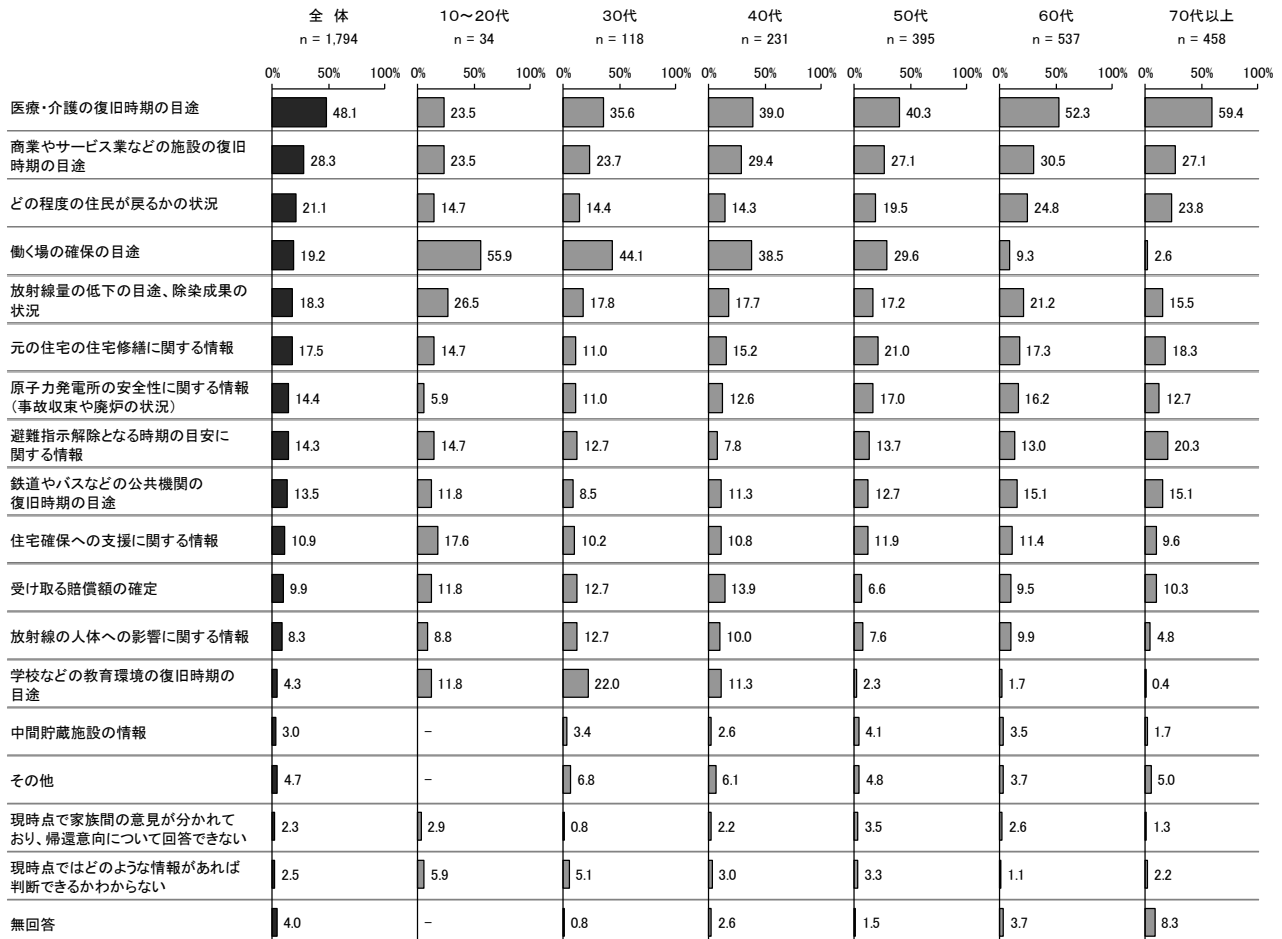 全 体 10～20代 30代 40代 50代 60代 70代以上
n = 1,794 n = 34 n = 118 n = 231 n = 395 n = 537 n = 458
0% 50% 100% 0% 50% 100% 0% 50% 100% 0% 50% 100% 0% 50% 100% 0% 50% 100% 0% 50% 100%
医療・介護の復旧時期の目途 48.1 23.5 35.6 39.0 40.3 52.3 59.4
商業やサービス業などの施設の復旧
時期の目途 28.3 23.5 23.7 29.4 27.1 30.5 27.1
どの程度の住民が戻るかの状況 21.1 14.7 14.4 14.3 19.5 24.8 23.8
働く場の確保の目途 19.2 55.9 44.1 38.5 29.6 9.3 2.6
放射線量の低下の目途、除染成果の
状況 18.3 26.5 17.8 17.7 17.2 21.2 15.5
元の住宅の住宅修繕に関する情報 17.5 14.7 11.0 15.2 21.0 17.3 18.3
原子力発電所の安全性に関する情報
（事故収束や廃炉の状況） 14.4 5.9 11.0 12.6 17.0 16.2 12.7
避難指示解除となる時期の目安に
関する情報 14.3 14.7 12.7 7.8 13.7 13.0 20.3
鉄道やバスなどの公共機関の
復旧時期の目途 13.5 11.8 8.5 11.3 12.7 15.1 15.1
住宅確保への支援に関する情報 10.9 17.6 10.2 10.8 11.9 11.4 9.6
受け取る賠償額の確定 9.9 11.8 12.7 13.9 6.6 9.5 10.3
放射線の人体への影響に関する情報 8.3 8.8 12.7 10.0 7.6 9.9 4.8
学校などの教育環境の復旧時期の
目途 4.3 11.8 22.0 11.3 2.3 1.7 0.4
中間貯蔵施設の情報 3.0 － 3.4 2.6 4.1 3.5 1.7
その他 4.7 － 6.8 6.1 4.8 3.7 5.0
現時点で家族間の意見が分かれて
おり、帰還意向について回答できない 2.3 2.9 0.8 2.2 3.5 2.6 1.3
現時点ではどのような情報があれば
判断できるかわからない 2.5 5.9 5.1 3.0 3.3 1.1 2.2
無回答 4.0 － 0.8 2.6 1.5 3.7 8.3